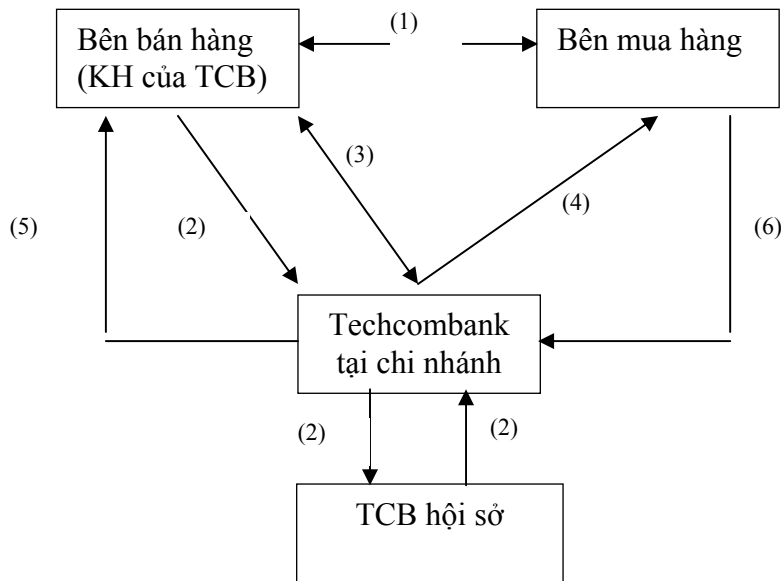 (1)
Bên bán hàng
(KH của TCB)
Bên mua hàng
(3)
(4)
(5)
(2)
(6)
Techcombank
tại chi nhánh
(2)
(2)
TCB hội sở